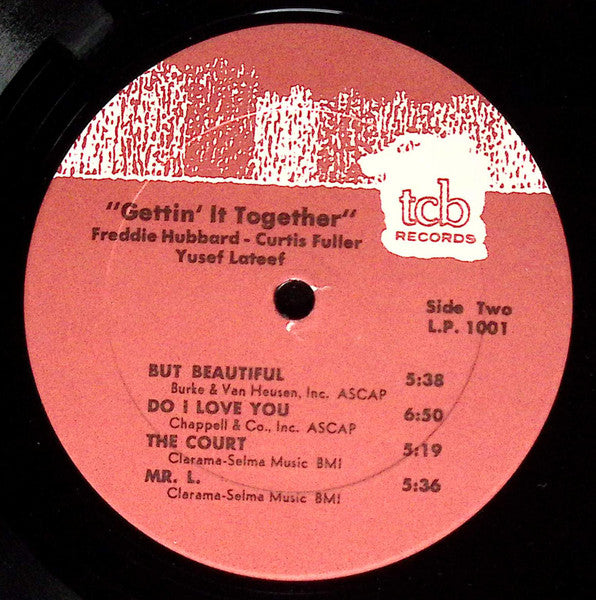 "Gettin' It Together"
Freddie Hubbard - Curtis Fuller
Yusef Lateef
tcb
RECORDS
Side Two
L.P. 1001
BUT BEAUTIFUL 5:38
Burke & Van Heusen, Inc. ASCAP
DO I LOVE YOU 6:50
Chappell & Co., Inc. ASCAP
THE COURT 5:19
Clarama-Selma Music BMI
MR. L. 5:36
Clarama-Selma Music BMI